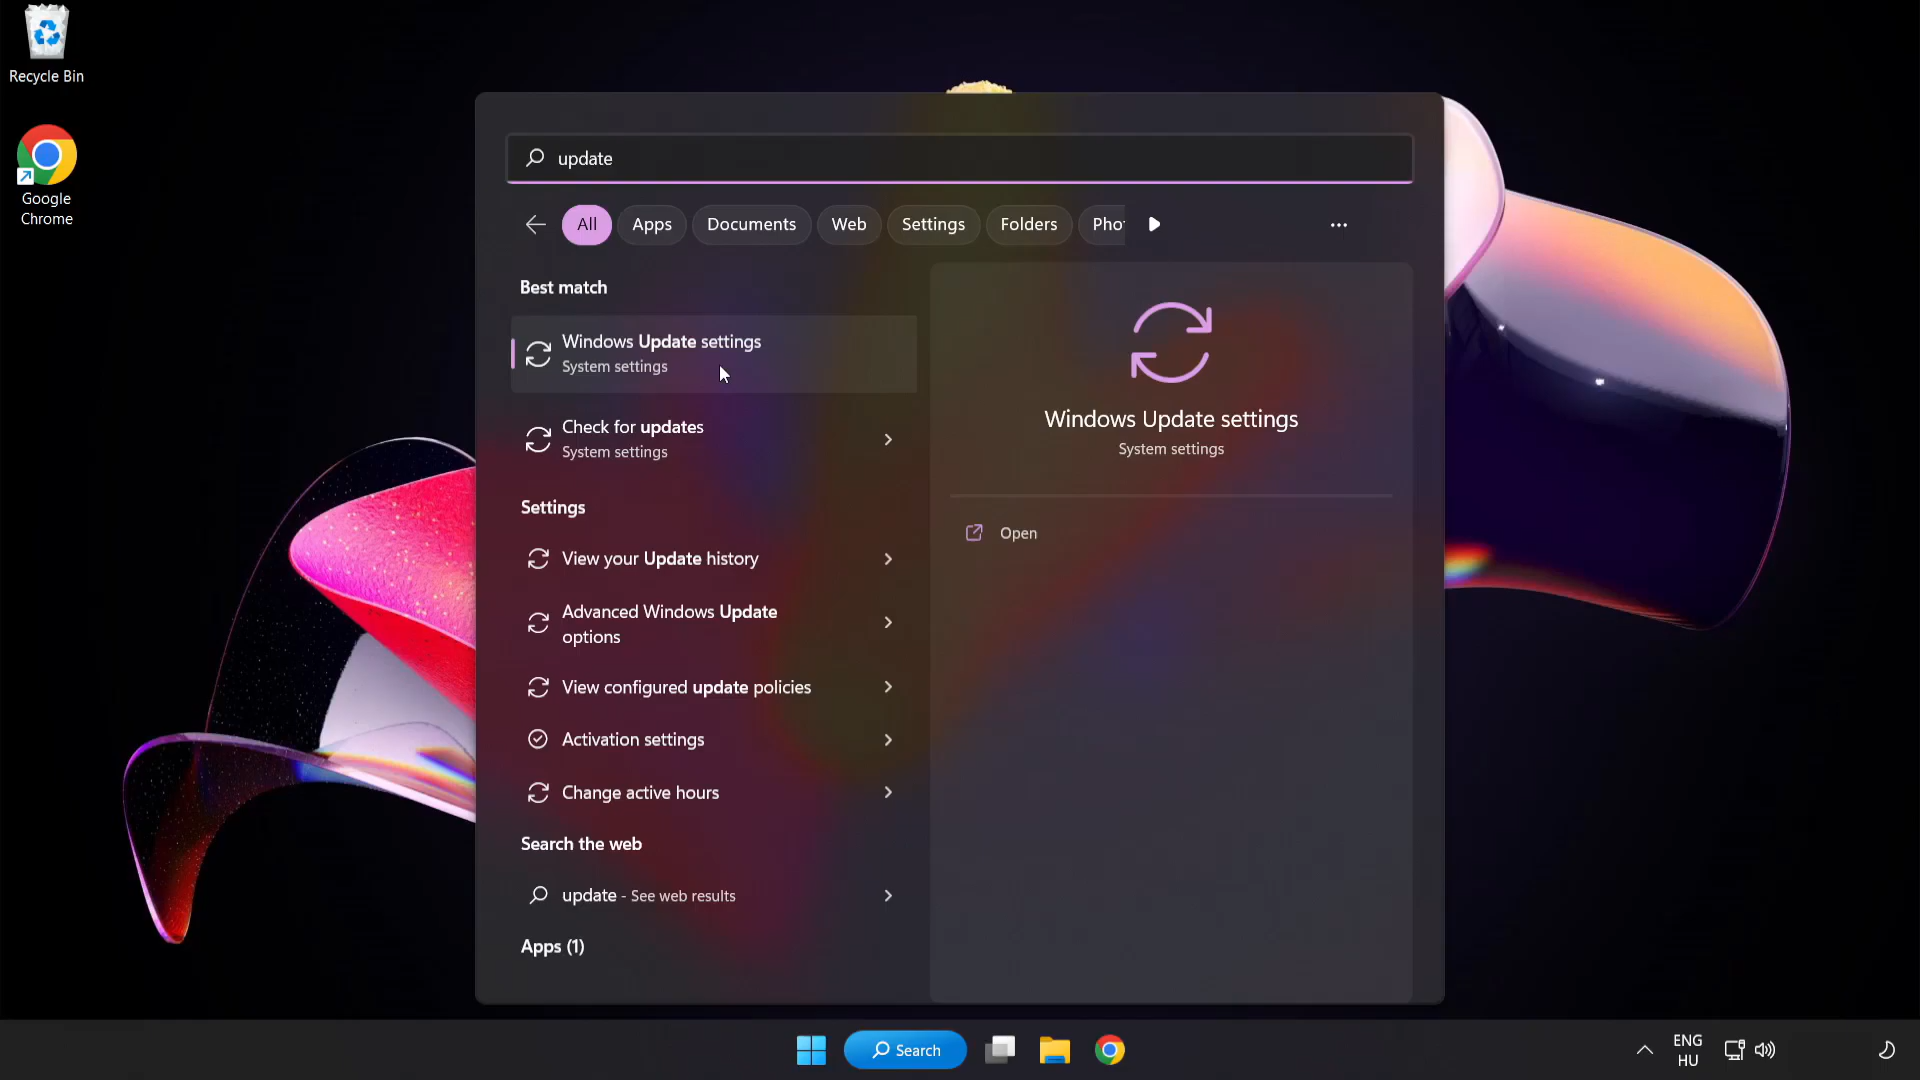 Recycle Bin
Google
Chrome
update
All
Apps
Documents
Web
Settings
Folders
Pho
Best match
Windows Update settings
System settings
Check for updates
System settings
Settings
View your Update history
Advanced Windows Update
options
View configured update policies
Activation settings
Change active hours
Search the web
update - See web results
Apps (1)
Windows Update settings
System settings
Open
Search
ENG
HU